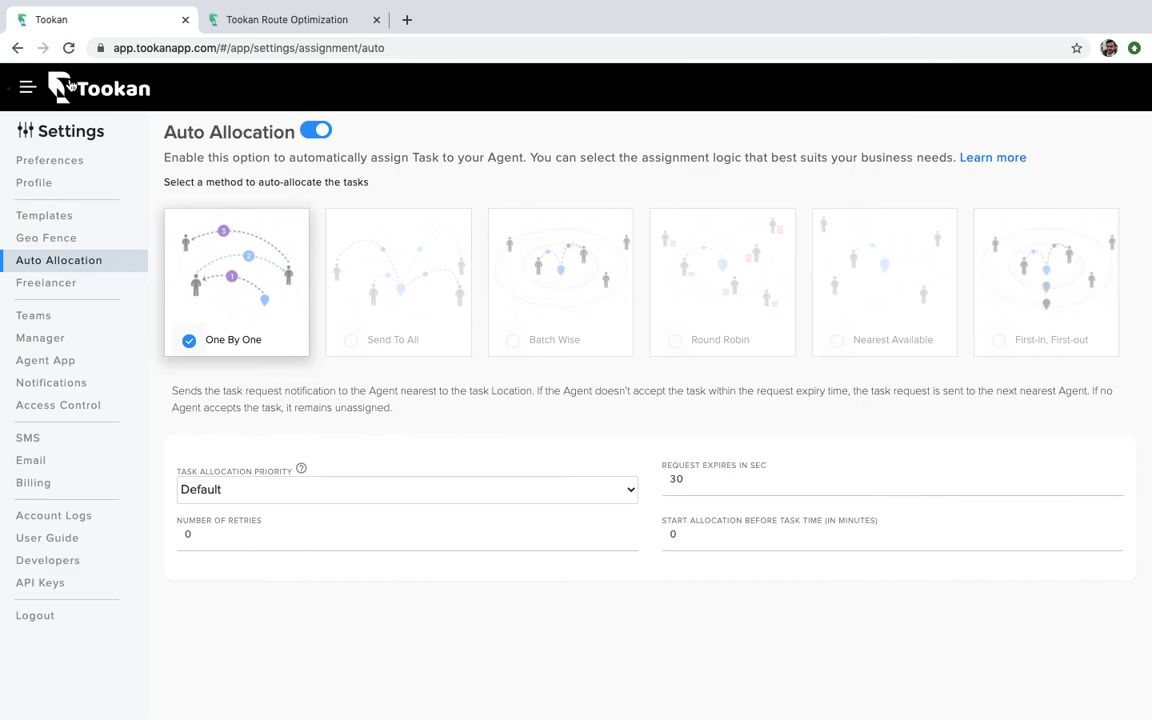 Tookan
Tookan Route Optimization
app.tookanapp.com/#/app/settings/assignment/auto
Tookan
Settings
Preferences
Profile
Templates
Geo Fence
Auto Allocation
Freelancer
Teams
Manager
Agent App
Notifications
Access Control
SMS
Email
Billing
Account Logs
User Guide
Developers
API Keys
Logout
Auto Allocation
Enable this option to automatically assign Task to your Agent. You can select the assignment logic that best suits your business needs. Learn more
Select a method to auto-allocate the tasks
3
2
1
One By One
Send To All
Batch Wise
Round Robin
Nearest Available
First-in, First-out
Sends the task request notification to the Agent nearest to the task Location. If the Agent doesn't accept the task within the request expiry time, the task request is sent to the next nearest Agent. If no
Agent accepts the task, it remains unassigned.
TASK ALLOCATION PRIORITY ?
Default
REQUEST EXPIRES IN SEC
30
NUMBER OF RETRIES
0
START ALLOCATION BEFORE TASK TIME (IN MINUTES)
0